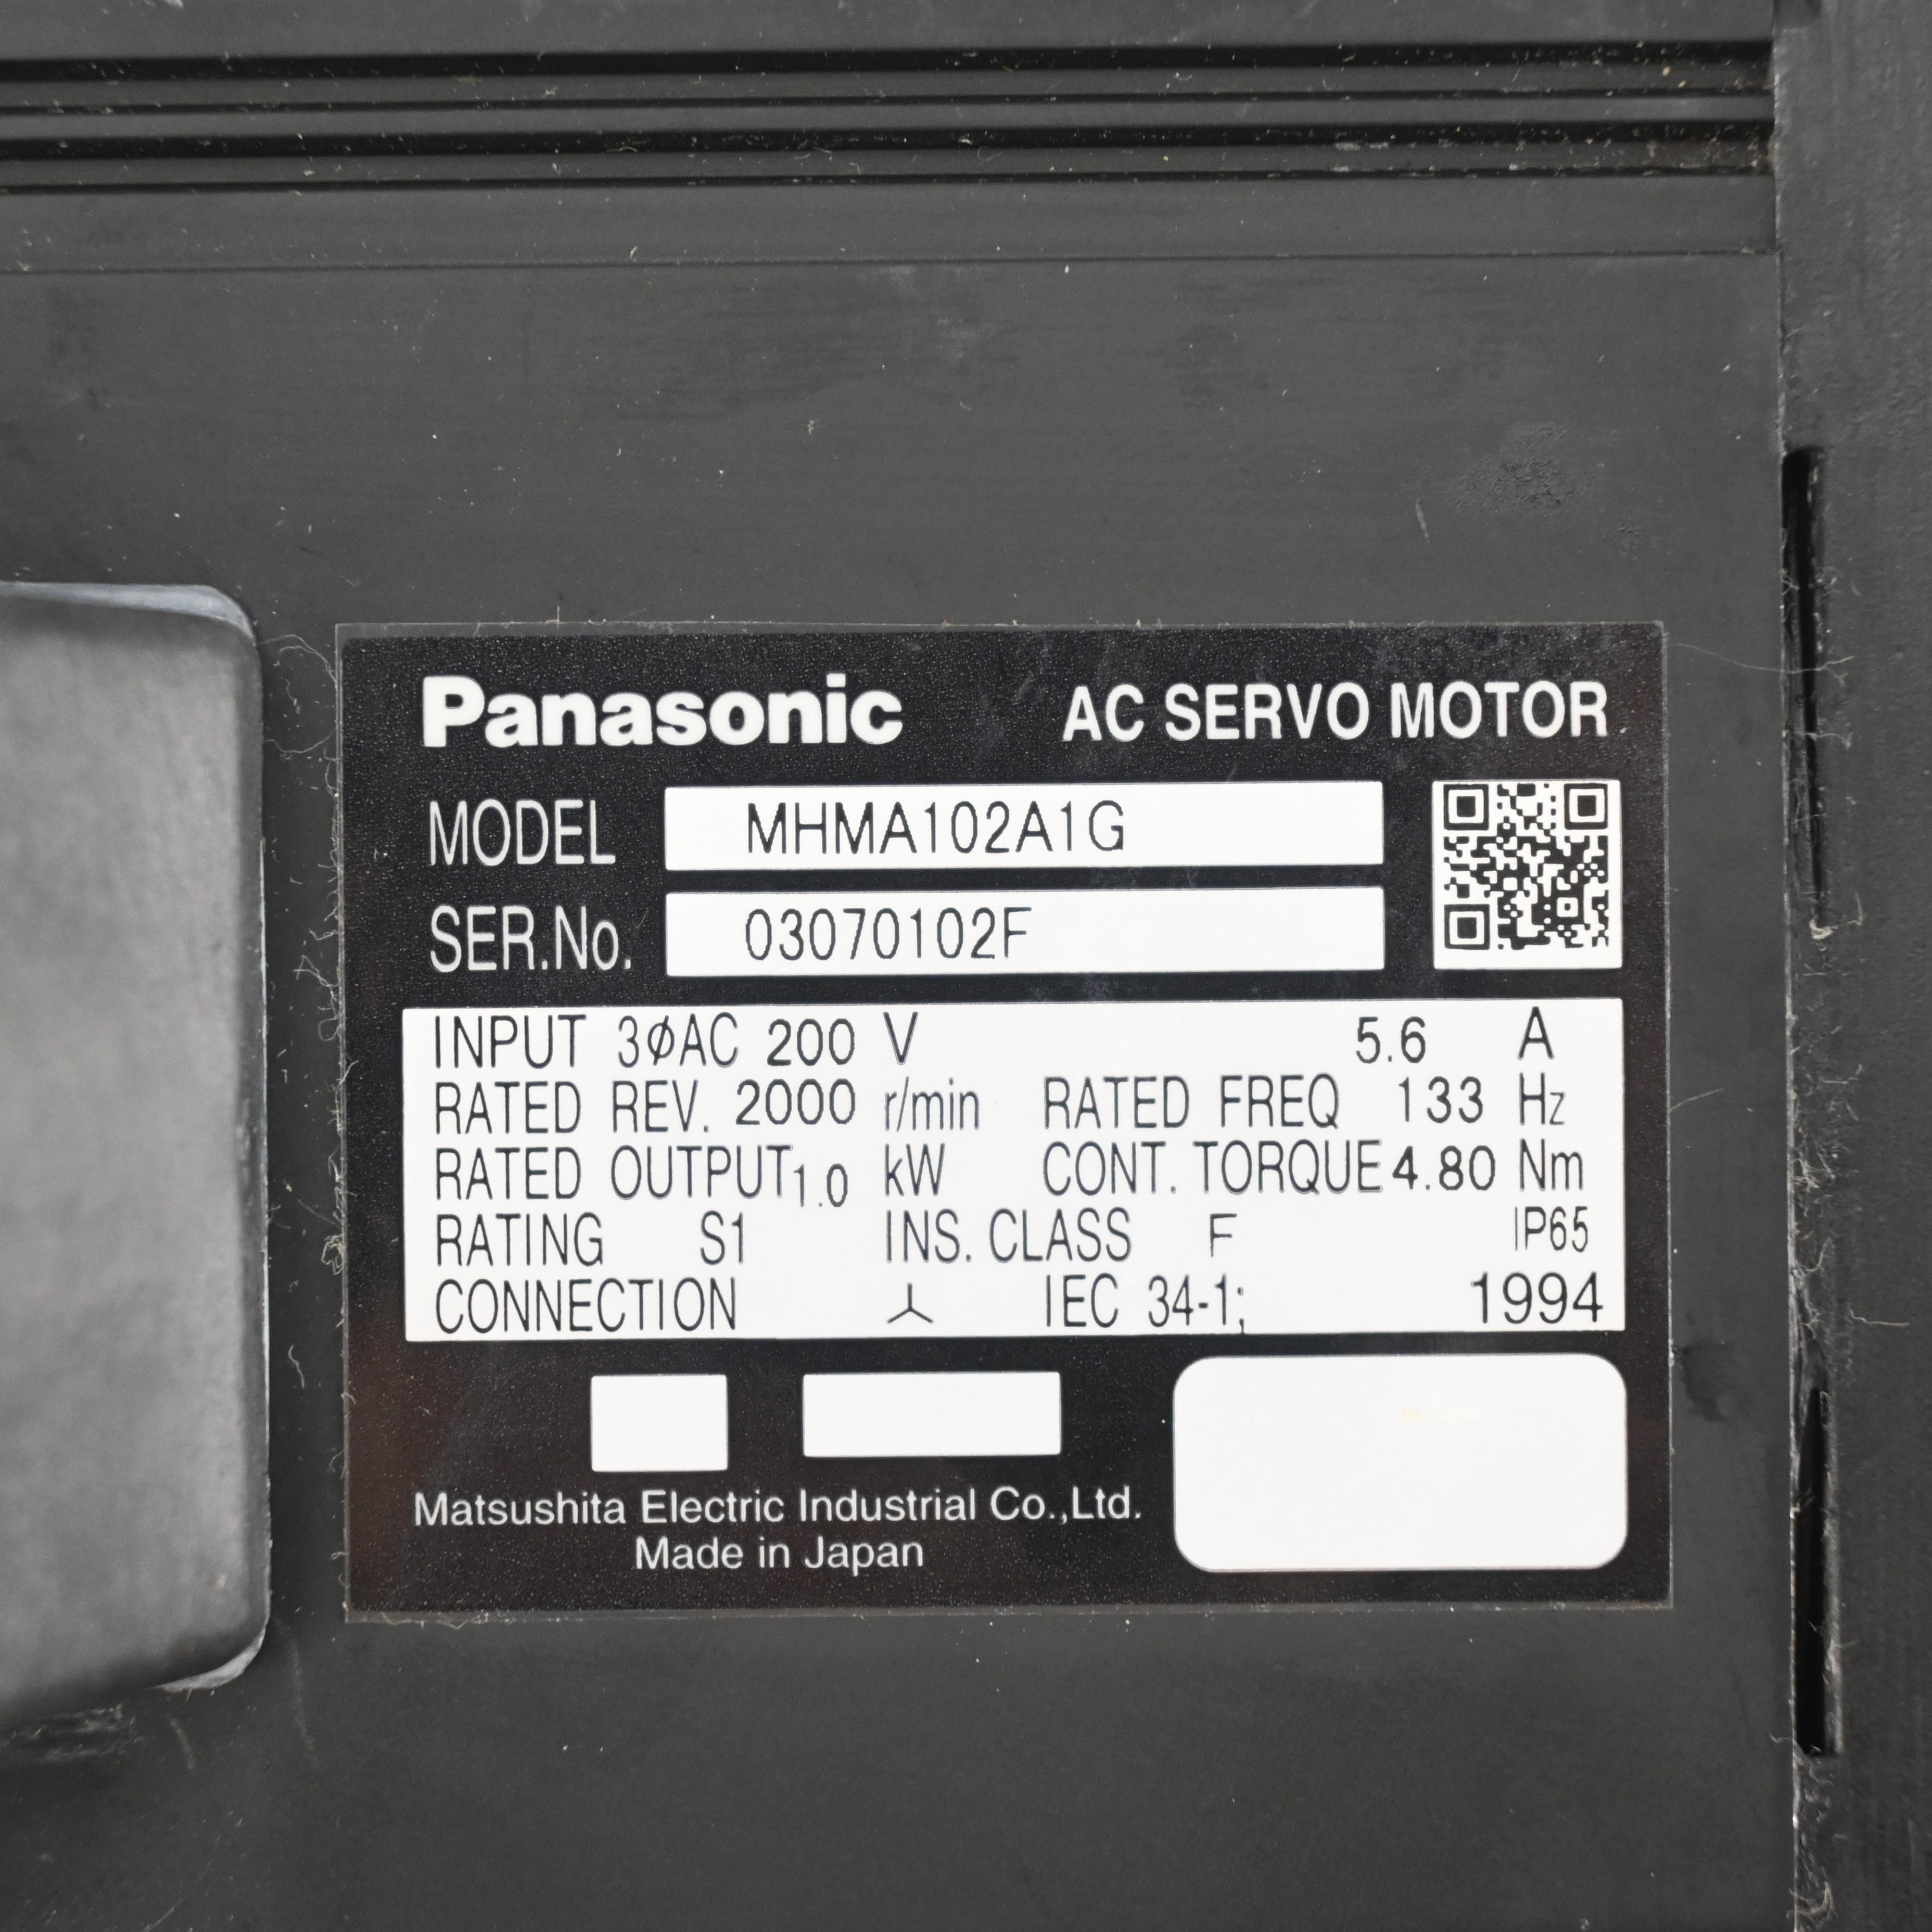 Panasonic AC SERVO MOTOR
MODEL MHMA102A1G
SER.No. 03070102F
INPUT 3φAC 200 V 5.6 A
RATED REV. 2000 r/min RATED FREQ 133 Hz
RATED OUTPUT 1.0 kW CONT. TORQUE 4.80 Nm
RATING S1 INS. CLASS F IP65
CONNECTION ⅄ IEC 34-1; 1994
Matsushita Electric Industrial Co.,Ltd.
Made in Japan